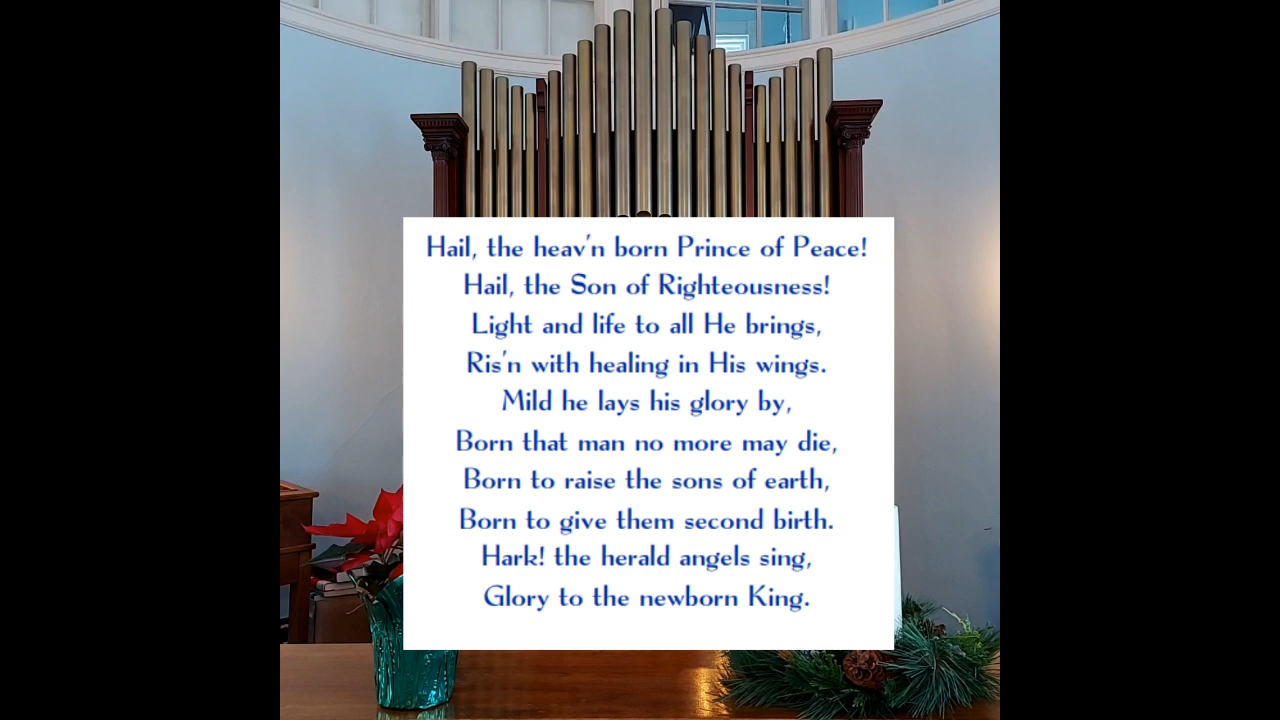 Hail, the heav'n born Prince of Peace!
Hail, the Son of Righteousness!
Light and life to all He brings,
Ris'n with healing in His wings.
Mild he lays his glory by,
Born that man no more may die,
Born to raise the sons of earth,
Born to give them second birth.
Hark! the herald angels sing,
Glory to the newborn King.